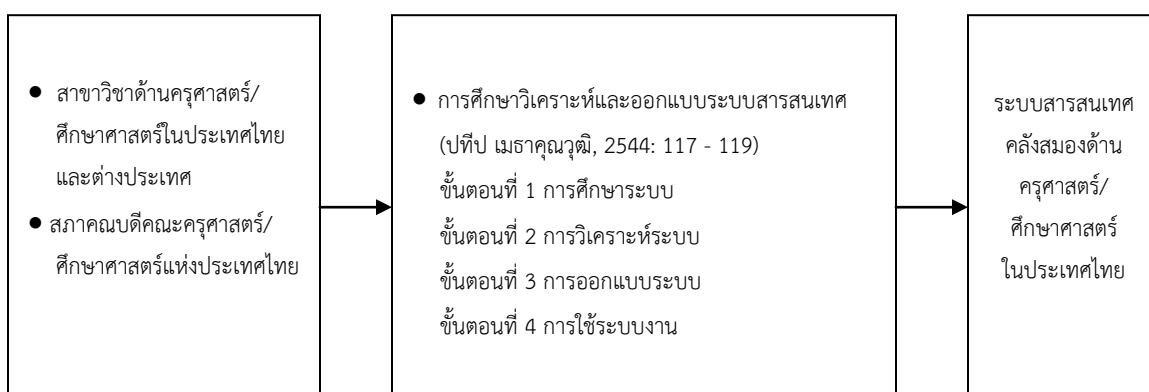 ● สาขาวิชาด้านครุศาสตร์/
ศึกษาศาสตร์ในประเทศไทย
และต่างประเทศ
● สภาคณบดีคณะครุศาสตร์/
ศึกษาศาสตร์แห่งประเทศไทย
● การศึกษาวิเคราะห์และออกแบบระบบสารสนเทศ
(ปทีป เมธาคุณวุฒิ, 2544: 117 - 119)
ขั้นตอนที่ 1 การศึกษาระบบ
ขั้นตอนที่ 2 การวิเคราะห์ระบบ
ขั้นตอนที่ 3 การออกแบบระบบ
ขั้นตอนที่ 4 การใช้ระบบงาน
ระบบสารสนเทศ
คลังสมองด้าน
ครุศาสตร์/
ศึกษาศาสตร์
ในประเทศไทย